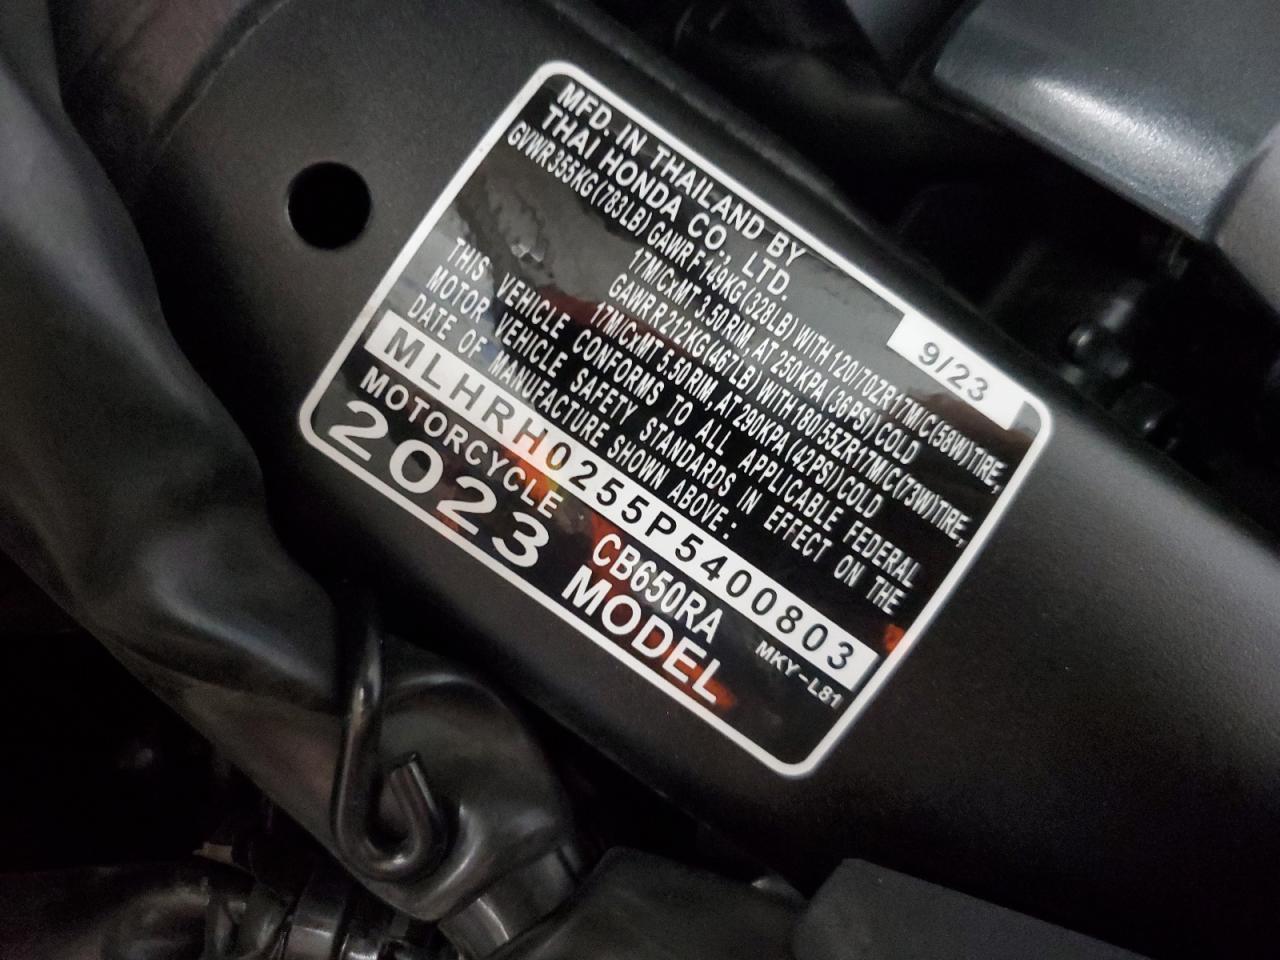 MFD. IN THAILAND BY
THAI HONDA CO., LTD.
9/23
GVWR 355KG (783LB) GAWR F 149KG (328LB) WITH 120/70ZR17M/C(58W) TIRE,
17M/CxMT 3.50 RIM, AT 250KPA (36PSI) COLD
GAWR R 212KG (467LB) WITH 180/55ZR17M/C(73W) TIRE,
17M/CxMT 5.50 RIM, AT 290KPA (42PSI) COLD
THIS VEHICLE CONFORMS TO ALL APPLICABLE FEDERAL
MOTOR VEHICLE SAFETY STANDARDS IN EFFECT ON THE
DATE OF MANUFACTURE SHOWN ABOVE :
MLHRH0255P5400803
MOTORCYCLE CB650RA MKY-L81
2023 MODEL